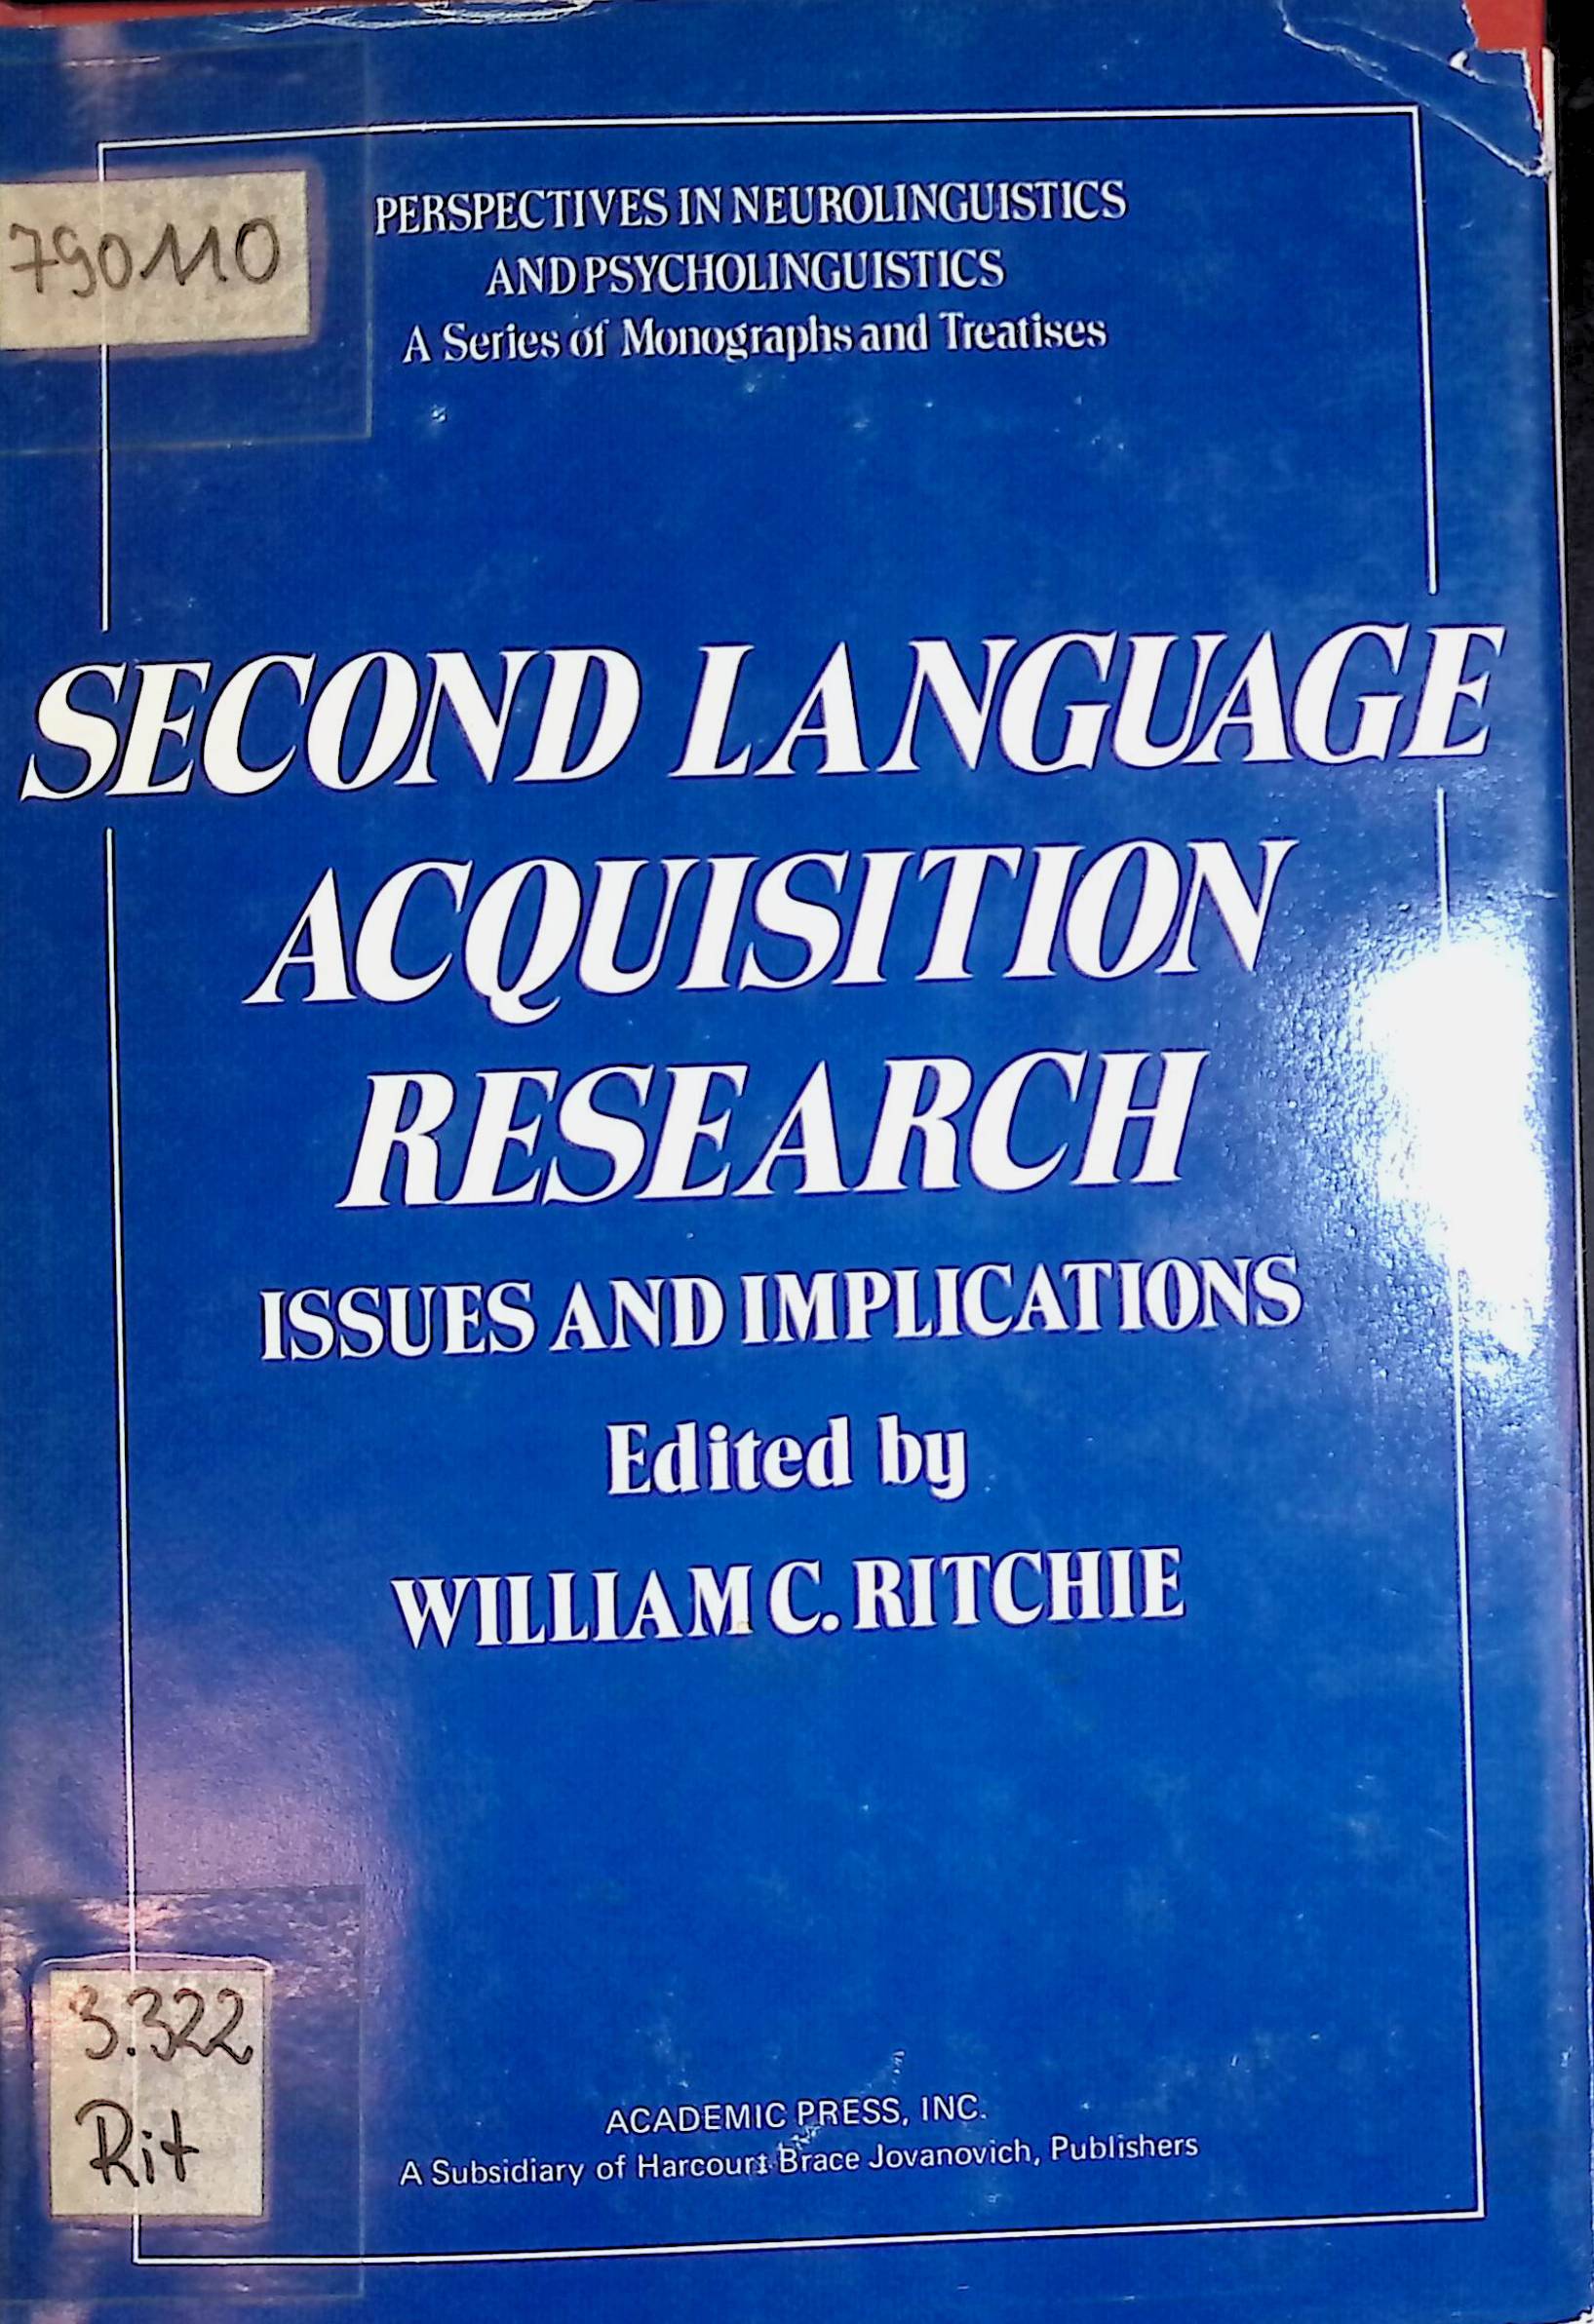 790110
PERSPECTIVES IN NEUROLINGUISTICS
AND PSYCHOLINGUISTICS
A Series of Monographs and Treatises
SECOND LANGUAGE
ACQUISITION
RESEARCH
ISSUES AND IMPLICATIONS
Edited by
WILLIAM C. RITCHIE
3.322
Rit
ACADEMIC PRESS, INC.
A Subsidiary of Harcourt Brace Jovanovich, Publishers